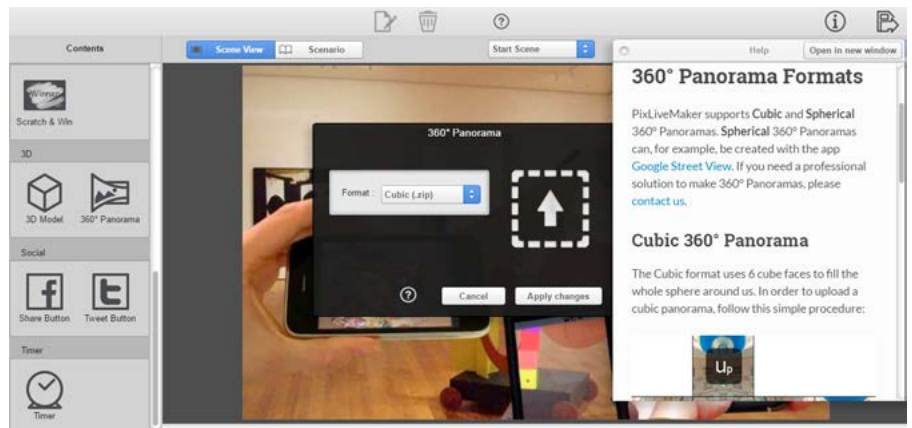 Contents
Scene View
Scenario
Start Scene
Help
Open in new window
Winner
Scratch & Win
3D
3D Model
360° Panorama
Social
Share Button
Tweet Button
Timer
Timer
360° Panorama
Format :
Cubic (.zip)
Cancel
Apply changes
360° Panorama Formats
PixLiveMaker supports Cubic and Spherical
360° Panoramas. Spherical 360° Panoramas
can, for example, be created with the app
Google Street View. If you need a professional
solution to make 360° Panoramas, please
contact us.
Cubic 360° Panorama
The Cubic format uses 6 cube faces to fill the
whole sphere around us. In order to upload a
cubic panorama, follow this simple procedure:
Up